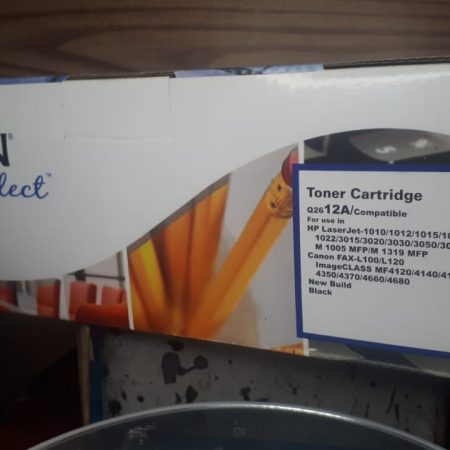 N®
lect™
Toner Cartridge
Q2612A/Compatible
For use in
HP LaserJet-1010/1012/1015/
1022/3015/3020/3030/3050/
M 1005 MFP/M 1319 MFP
Canon FAX-L100/L120
ImageCLASS MF4120/4140/
4350/4370/4660/4680
New Build
Black